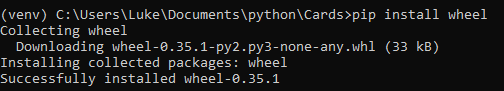 (venv) C:\Users\Luke\Documents\python\Cards>pip install wheel
Collecting wheel
  Downloading wheel-0.35.1-py2.py3-none-any.whl (33 kB)
Installing collected packages: wheel
Successfully installed wheel-0.35.1